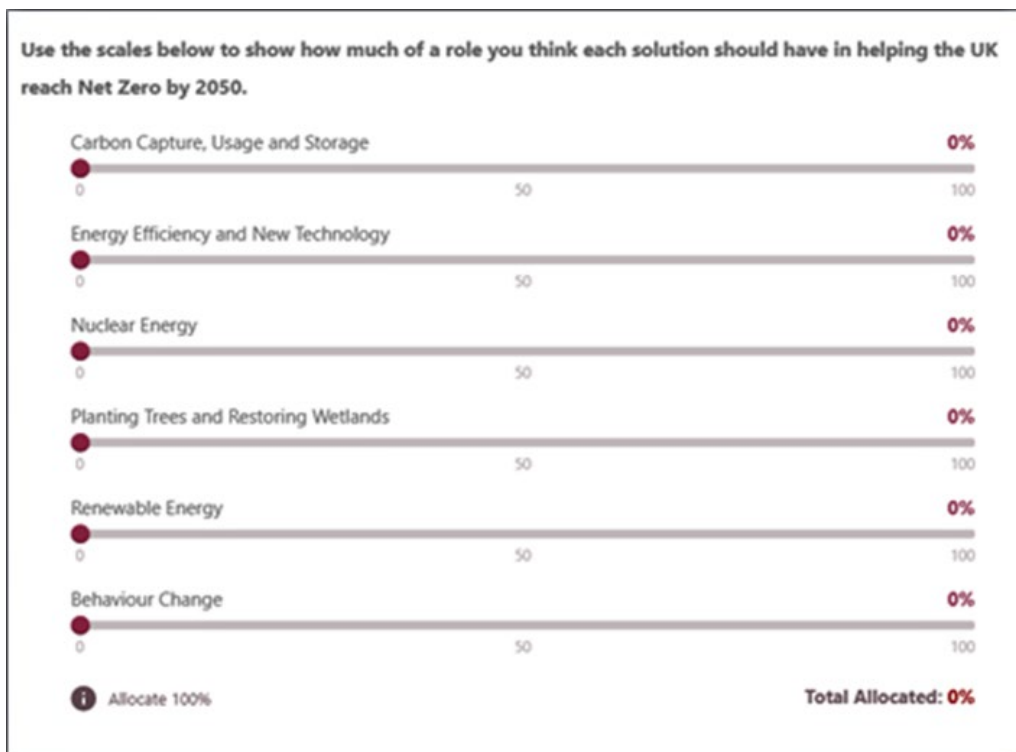 Use the scales below to show how much of a role you think each solution should have in helping the UK
reach Net Zero by 2050.
Carbon Capture, Usage and Storage 0%
0 50 100
Energy Efficiency and New Technology 0%
0 50 100
Nuclear Energy 0%
0 50 100
Planting Trees and Restoring Wetlands 0%
0 50 100
Renewable Energy 0%
0 50 100
Behaviour Change 0%
0 50 100
i Allocate 100% Total Allocated: 0%